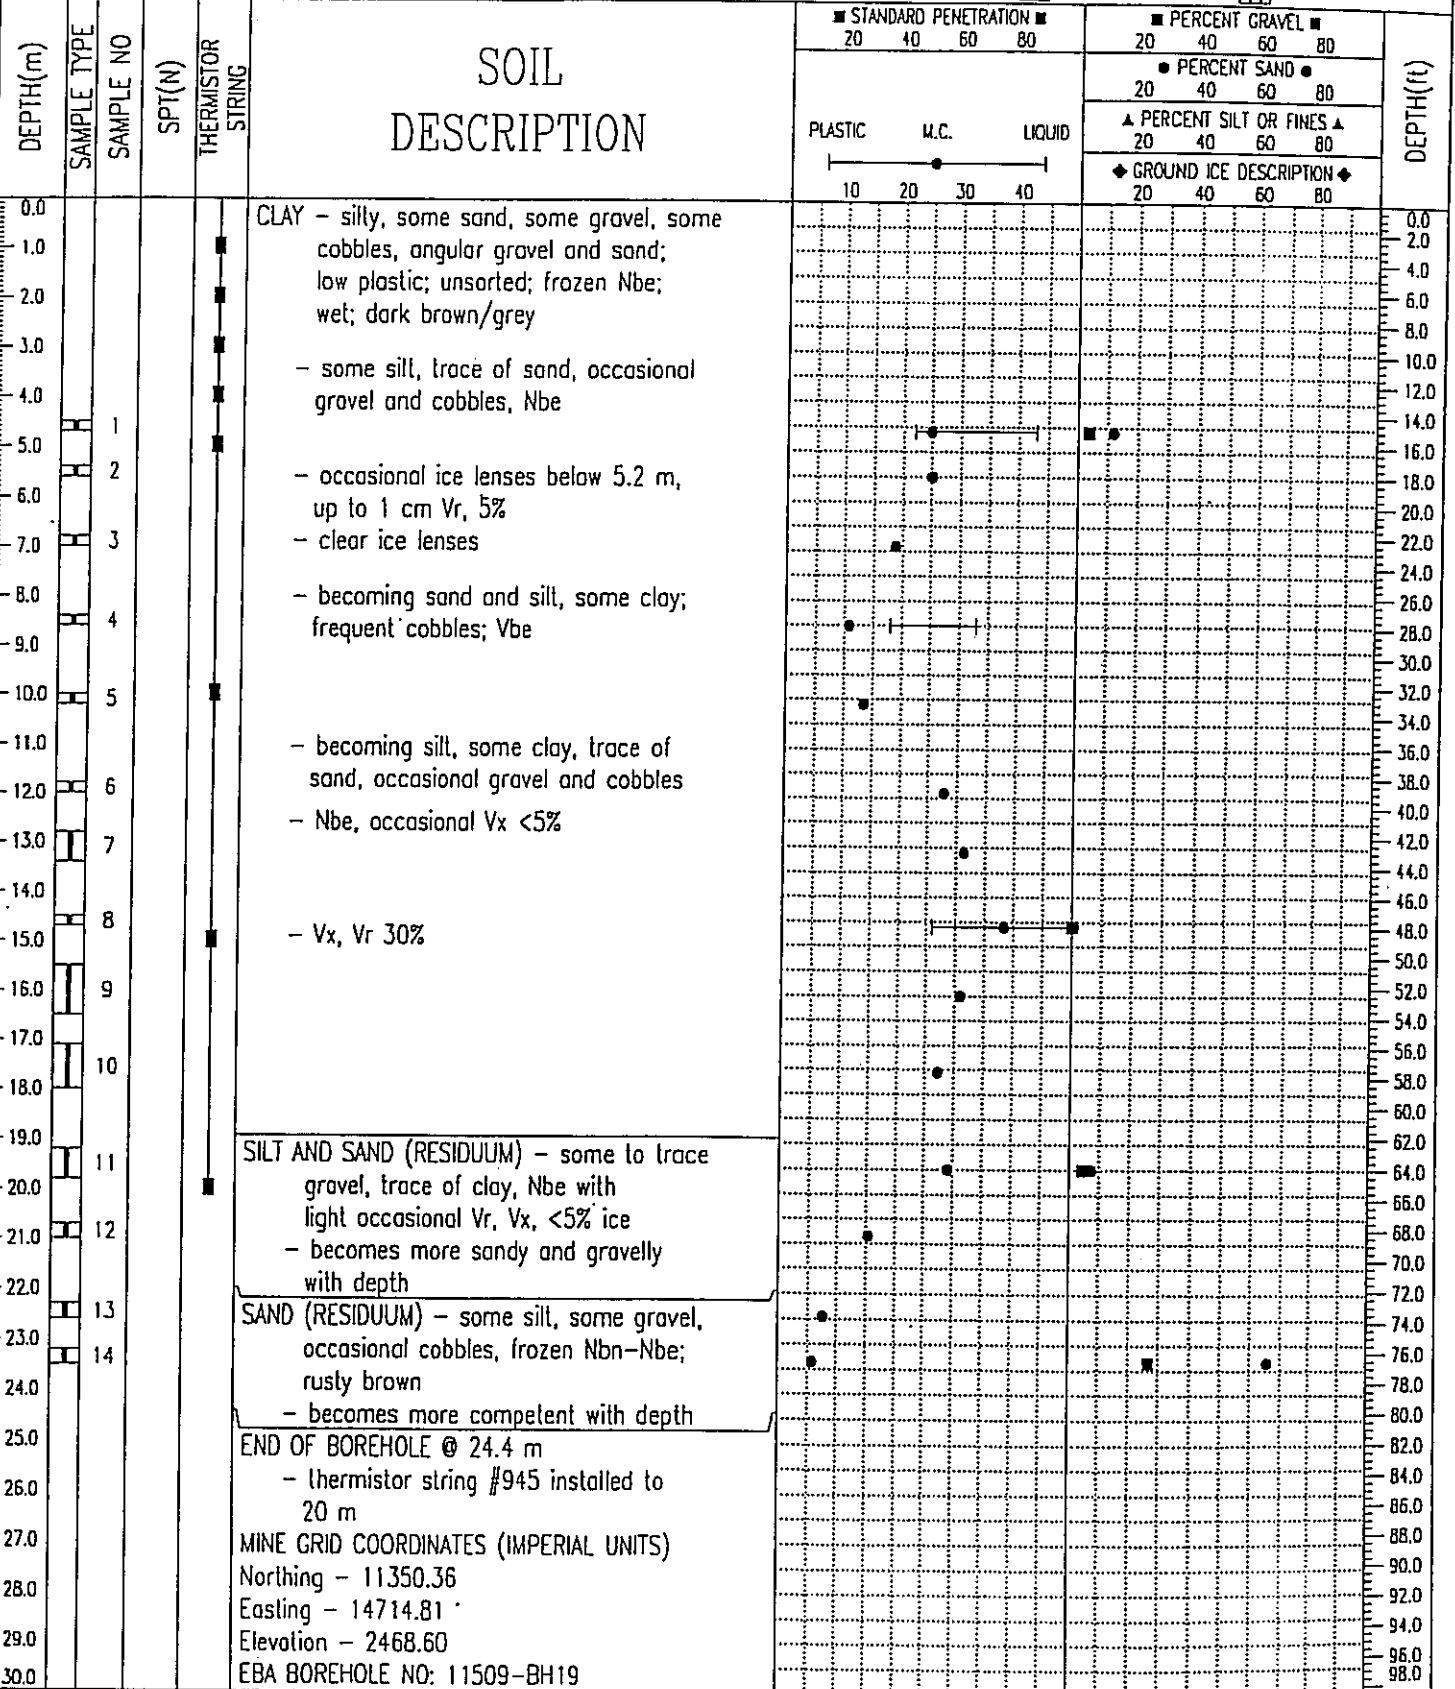 DEPTH(m)
SAMPLE TYPE
SAMPLE NO
SPT(N)
THERMISTOR STRING
SOIL
DESCRIPTION
■ STANDARD PENETRATION ■
20 40 60 80
PLASTIC M.C. LIQUID
10 20 30 40
■ PERCENT GRAVEL ■
20 40 60 80
● PERCENT SAND ●
20 40 60 80
▲ PERCENT SILT OR FINES ▲
20 40 60 80
◆ GROUND ICE DESCRIPTION ◆
20 40 60 80
DEPTH(ft)
0.0
1.0
2.0
3.0
4.0
5.0
6.0
7.0
8.0
9.0
10.0
11.0
12.0
13.0
14.0
15.0
16.0
17.0
18.0
19.0
20.0
21.0
22.0
23.0
24.0
25.0
26.0
27.0
28.0
29.0
30.0
1
2
3
4
5
6
7
8
9
10
11
12
13
14
CLAY – silty, some sand, some gravel, some
cobbles, angular gravel and sand;
low plastic; unsorted; frozen Nbe;
wet; dark brown/grey
– some silt, trace of sand, occasional
gravel and cobbles, Nbe
– occasional ice lenses below 5.2 m,
up to 1 cm Vr, 5%
– clear ice lenses
– becoming sand and silt, some clay;
frequent cobbles; Vbe
– becoming silt, some clay, trace of
sand, occasional gravel and cobbles
– Nbe, occasional Vx <5%
– Vx, Vr 30%
SILT AND SAND (RESIDUUM) – some to trace
gravel, trace of clay, Nbe with
light occasional Vr, Vx, <5% ice
– becomes more sandy and gravelly
with depth
SAND (RESIDUUM) – some silt, some gravel,
occasional cobbles, frozen Nbn–Nbe;
rusty brown
– becomes more competent with depth
END OF BOREHOLE @ 24.4 m
– thermistor string #945 installed to
20 m
MINE GRID COORDINATES (IMPERIAL UNITS)
Northing – 11350.36
Easting – 14714.81
Elevation – 2468.60
EBA BOREHOLE NO: 11509–BH19
0.0
2.0
4.0
6.0
8.0
10.0
12.0
14.0
16.0
18.0
20.0
22.0
24.0
26.0
28.0
30.0
32.0
34.0
36.0
38.0
40.0
42.0
44.0
46.0
48.0
50.0
52.0
54.0
56.0
58.0
60.0
62.0
64.0
66.0
68.0
70.0
72.0
74.0
76.0
78.0
80.0
82.0
84.0
86.0
88.0
90.0
92.0
94.0
96.0
98.0